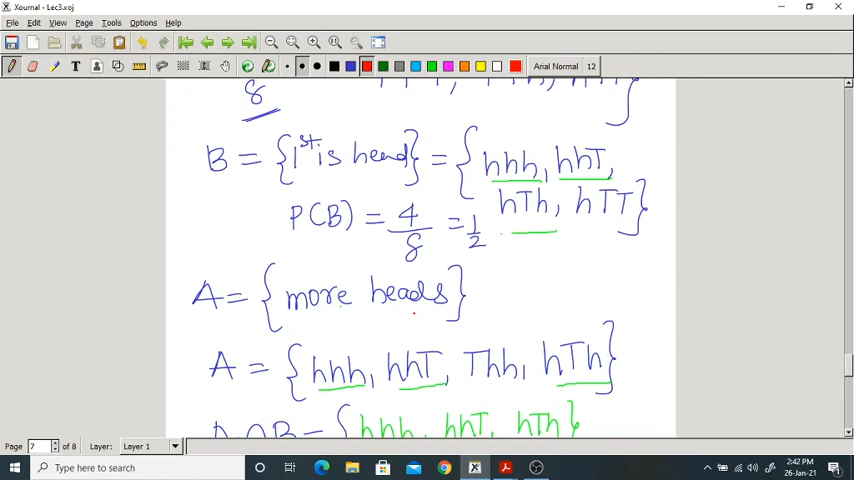 Xournal - Lec3.xoj
File Edit View Page Tools Options Help
Arial Normal 12
8
B = {1st is head} = {hhh, hhT,
hTh, hTT}
P(B) = 4/8 = 1/2
A = {more heads}
A = {hhh, hhT, Thh, hTh}
A∩B = {hhh, hhT, hTh}
Page 7 of 8 Layer: Layer 1
Type here to search
2:42 PM
26-Jan-21